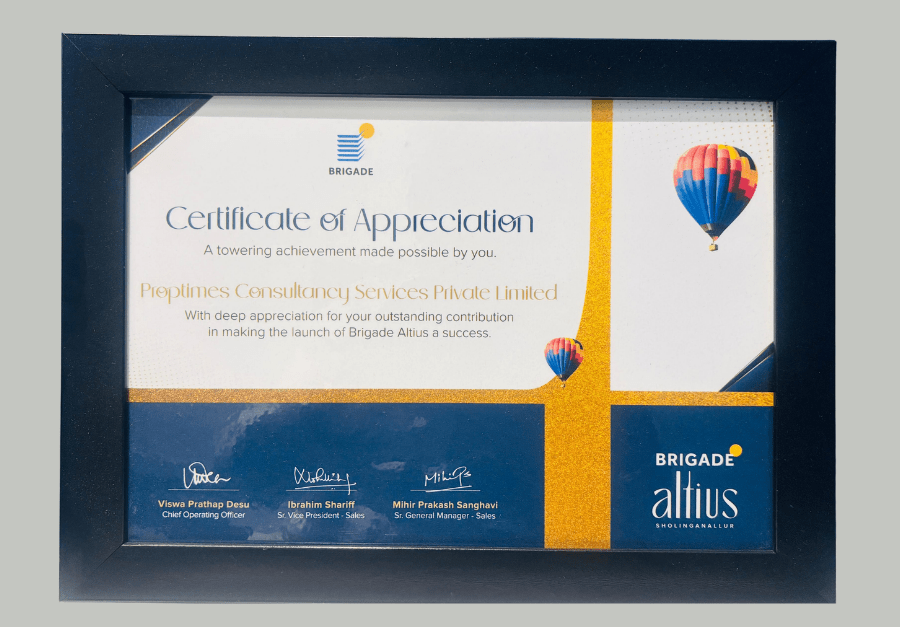 BRIGADE
Certificate of Appreciation
A towering achievement made possible by you.
Proptimes Consultancy Services Private Limited
With deep appreciation for your outstanding contribution
in making the launch of Brigade Altius a success.
Viswa Prathap Desu
Chief Operating Officer
Ibrahim Shariff
Sr. Vice President - Sales
Mihir Prakash Sanghavi
Sr. General Manager - Sales
BRIGADE
altius
SHOLINGANALLUR